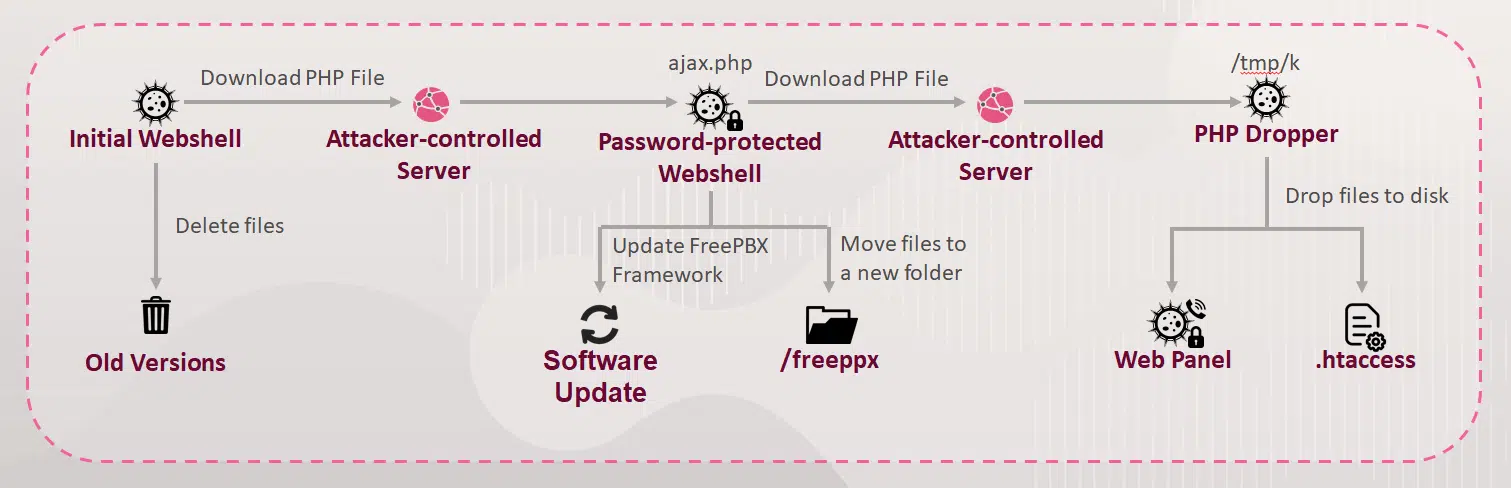 Download PHP File
Initial Webshell
Attacker-controlled
Server
ajax.php
Password-protected
Webshell
Download PHP File
Attacker-controlled
Server
/tmp/k
PHP Dropper
Delete files
Old Versions
Update FreePBX
Framework
Software
Update
Move files to
a new folder
/freeppx
Drop files to disk
Web Panel
.htaccess